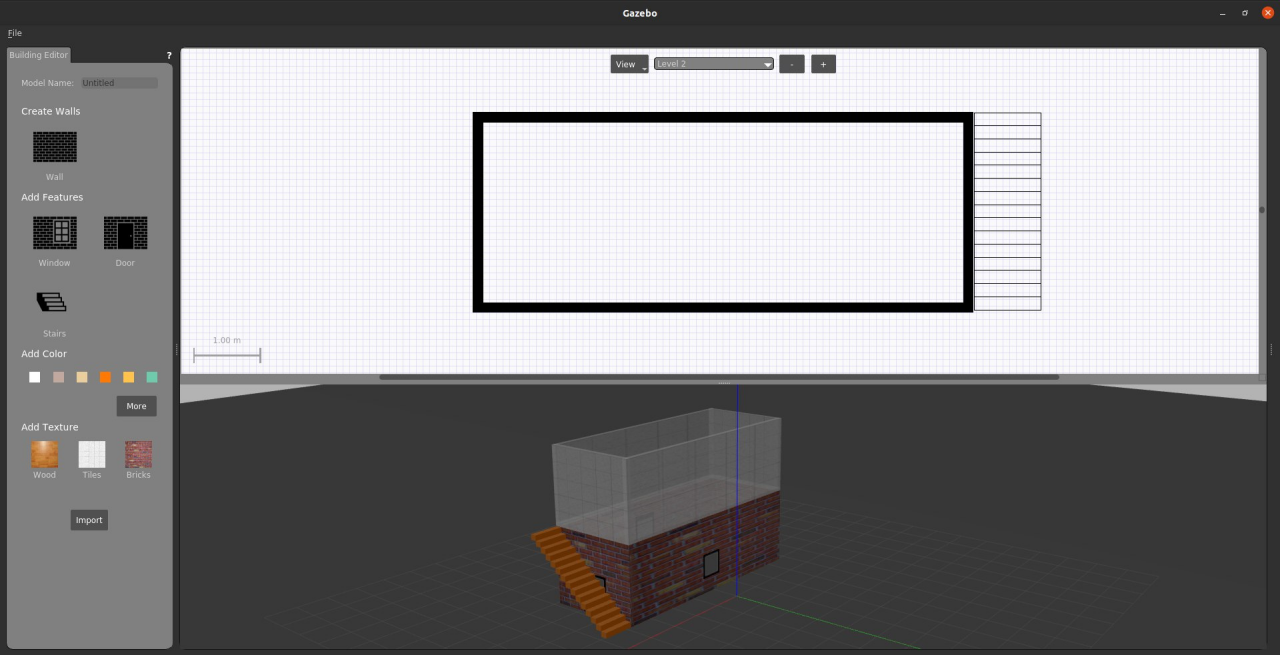 Gazebo
File
Building Editor
?
Model Name: Untitled
Create Walls
Wall
Add Features
Window Door
Stairs
Add Color
More
Add Texture
Wood Tiles Bricks
Import
View Level 2 - +
1.00 m